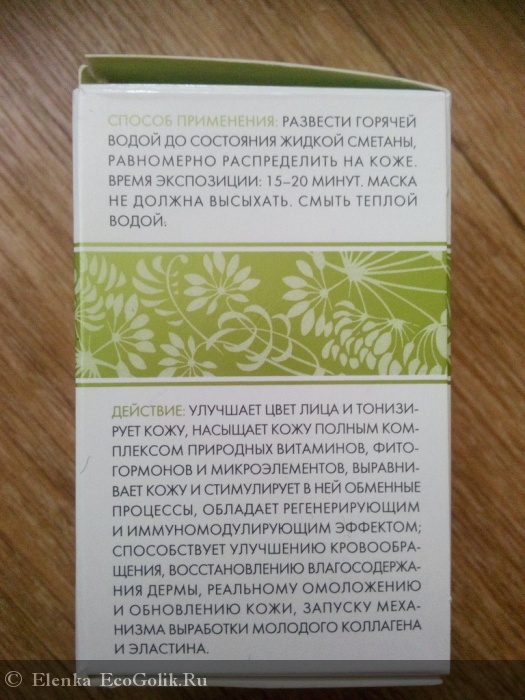 СПОСОБ ПРИМЕНЕНИЯ: РАЗВЕСТИ ГОРЯЧЕЙ
ВОДОЙ ДО СОСТОЯНИЯ ЖИДКОЙ СМЕТАНЫ,
РАВНОМЕРНО РАСПРЕДЕЛИТЬ НА КОЖЕ.
ВРЕМЯ ЭКСПОЗИЦИИ: 15–20 МИНУТ. МАСКА
НЕ ДОЛЖНА ВЫСЫХАТЬ. СМЫТЬ ТЕПЛОЙ
ВОДОЙ.
ДЕЙСТВИЕ: УЛУЧШАЕТ ЦВЕТ ЛИЦА И ТОНИЗИ-
РУЕТ КОЖУ, НАСЫЩАЕТ КОЖУ ПОЛНЫМ КОМ-
ПЛЕКСОМ ПРИРОДНЫХ ВИТАМИНОВ, ФИТО-
ГОРМОНОВ И МИКРОЭЛЕМЕНТОВ, ВЫРАВНИ-
ВАЕТ КОЖУ И СТИМУЛИРУЕТ В НЕЙ ОБМЕННЫЕ
ПРОЦЕССЫ, ОБЛАДАЕТ РЕГЕНЕРИРУЮЩИМ
И ИММУНОМОДУЛИРУЮЩИМ ЭФФЕКТОМ;
СПОСОБСТВУЕТ УЛУЧШЕНИЮ КРОВООБРА-
ЩЕНИЯ, ВОССТАНОВЛЕНИЮ ВЛАГОСОДЕРЖА-
НИЯ ДЕРМЫ, РЕАЛЬНОМУ ОМОЛОЖЕНИЮ
И ОБНОВЛЕНИЮ КОЖИ, ЗАПУСКУ МЕХА-
НИЗМА ВЫРАБОТКИ МОЛОДОГО КОЛЛАГЕНА
И ЭЛАСТИНА.
© Elenka EcoGolik.Ru